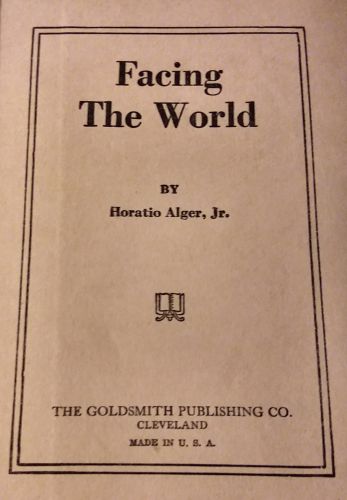 Facing
The World
BY
Horatio Alger, Jr.
THE GOLDSMITH PUBLISHING CO.
CLEVELAND
MADE IN U. S. A.